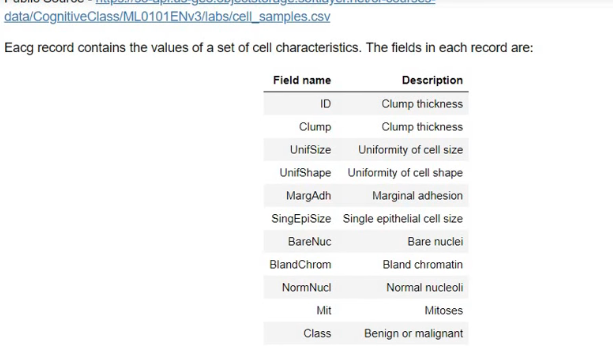 Public Source -
data/CognitiveClass/ML0101ENv3/labs/cell_samples.csv
Eacg record contains the values of a set of cell characteristics. The fields in each record are:
Field name Description
ID Clump thickness
Clump Clump thickness
UnifSize Uniformity of cell size
UnifShape Uniformity of cell shape
MargAdh Marginal adhesion
SingEpiSize Single epithelial cell size
BareNuc Bare nuclei
BlandChrom Bland chromatin
NormNucl Normal nucleoli
Mit Mitoses
Class Benign or malignant